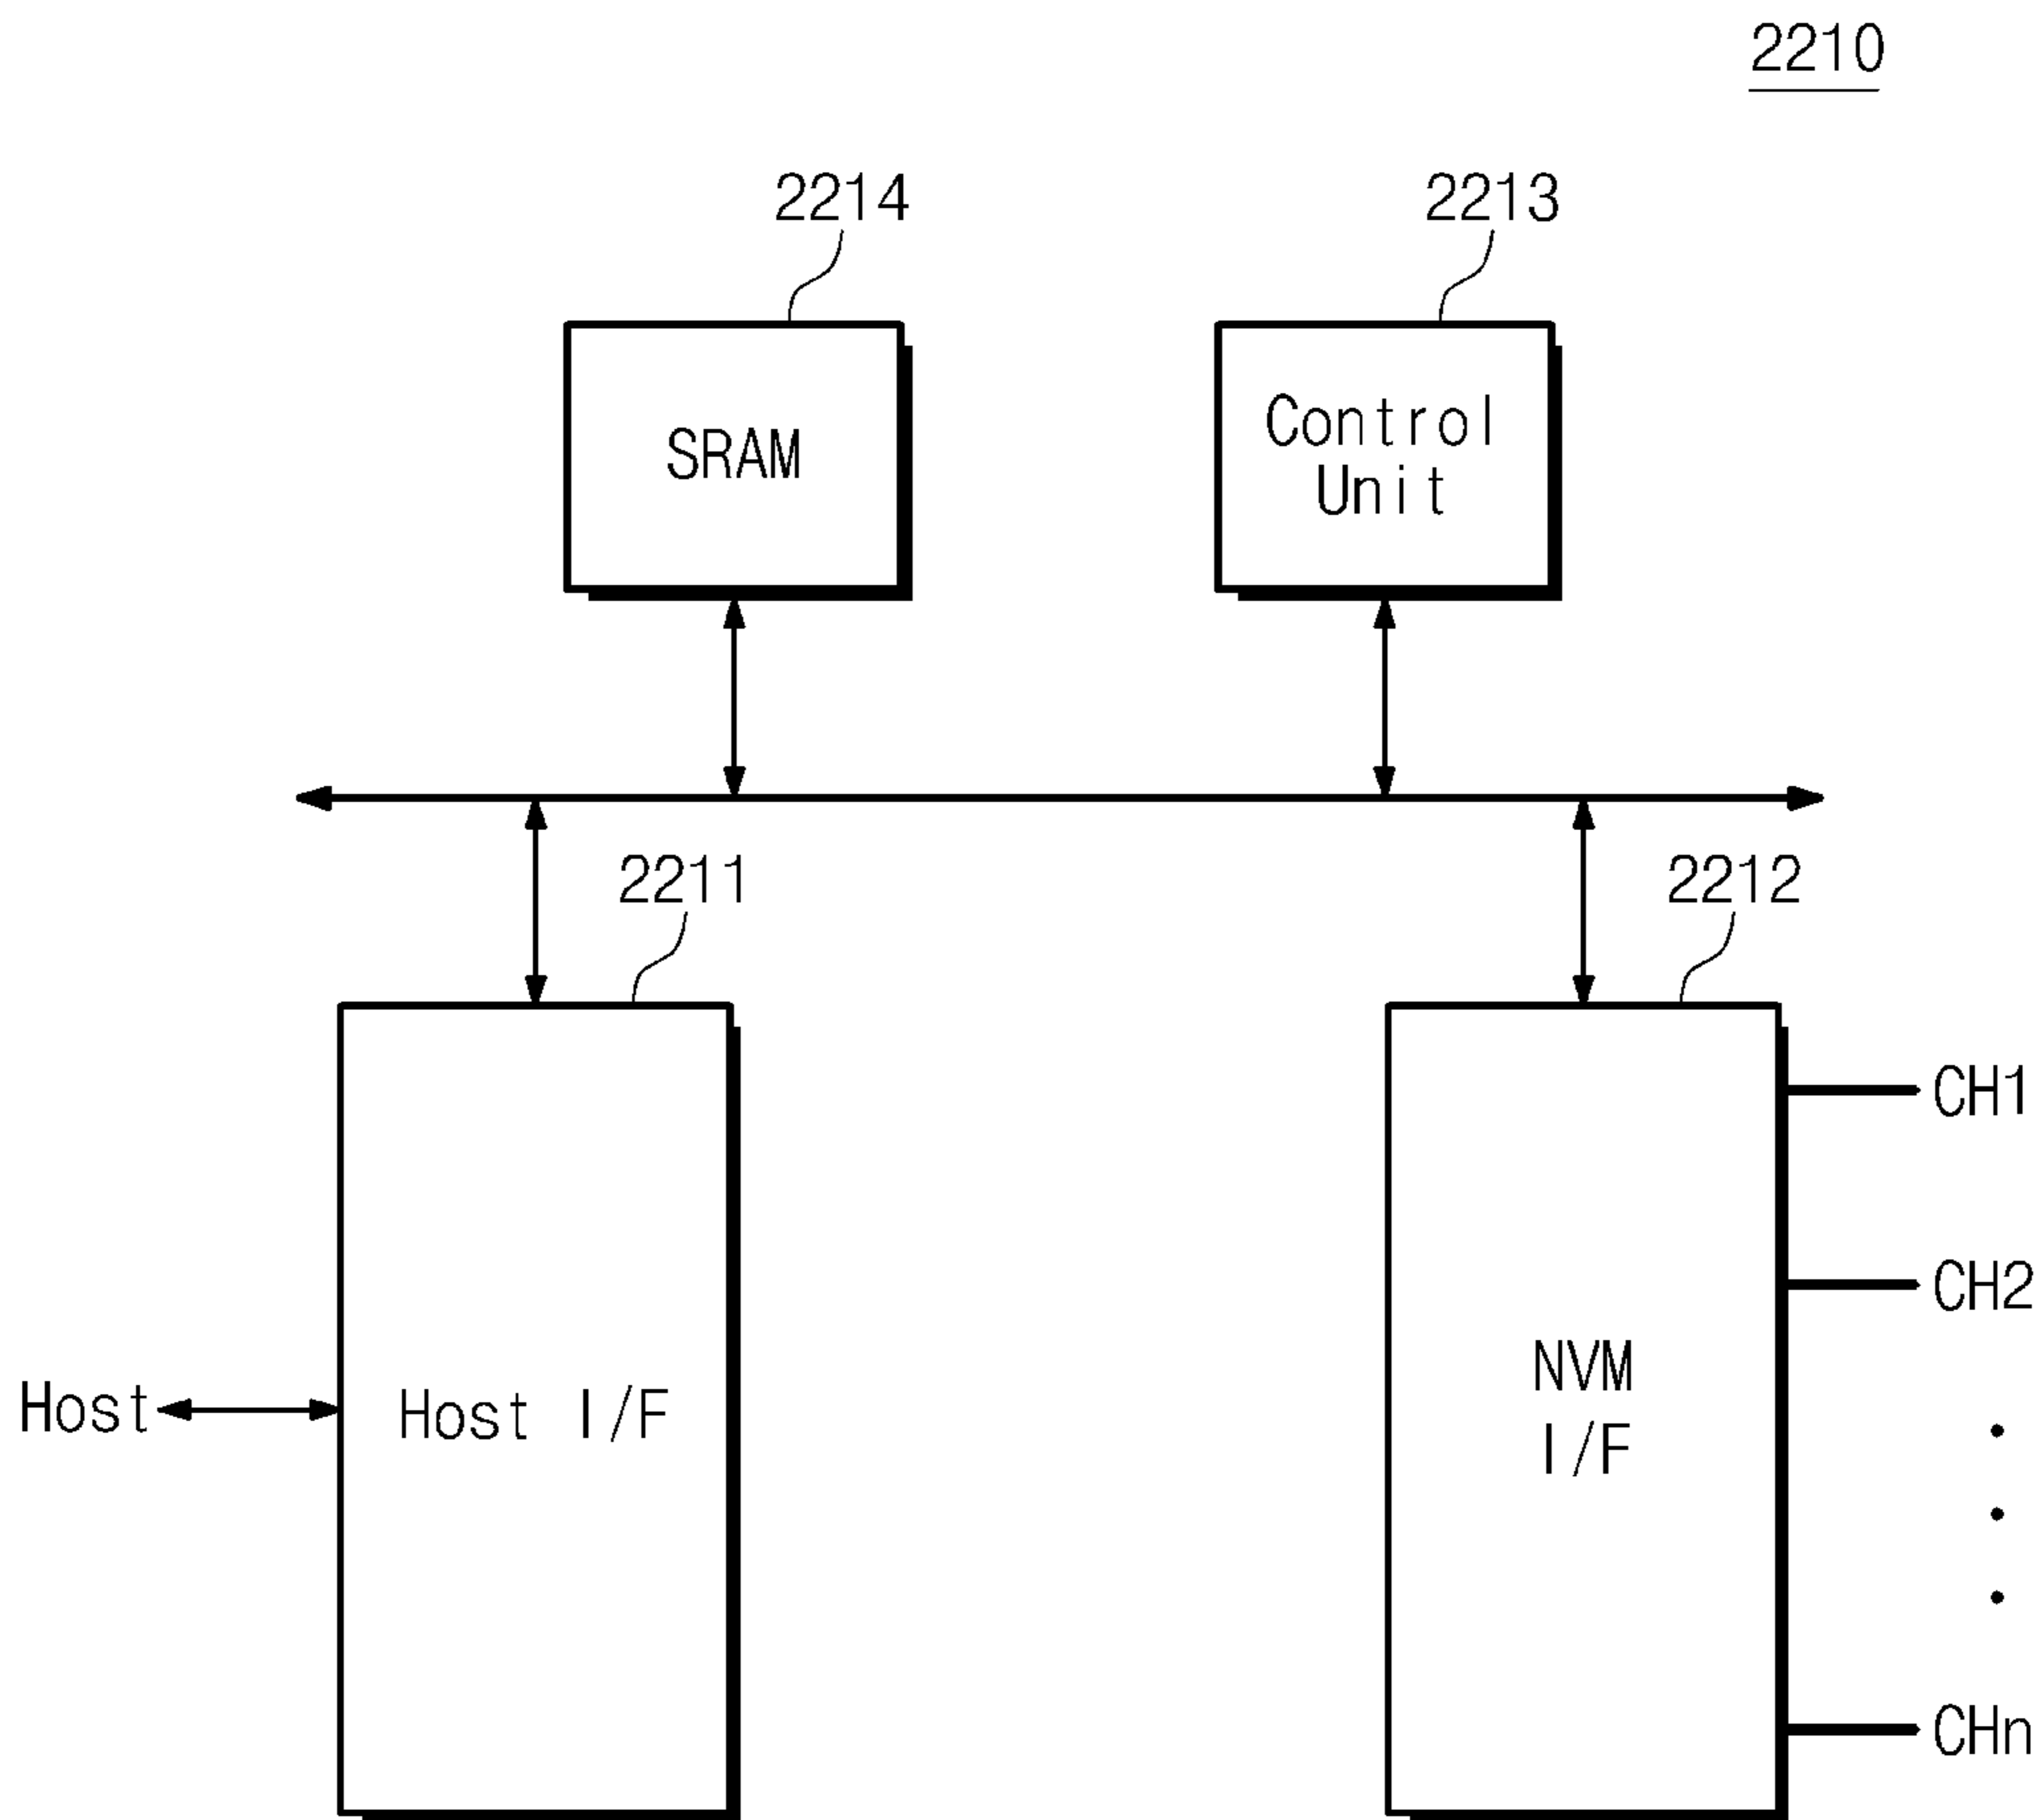 2210
2214
2213
SRAM
Control
Unit
2211
2212
CH1
CH2
Host
Host I/F
NVM
I/F
CHn